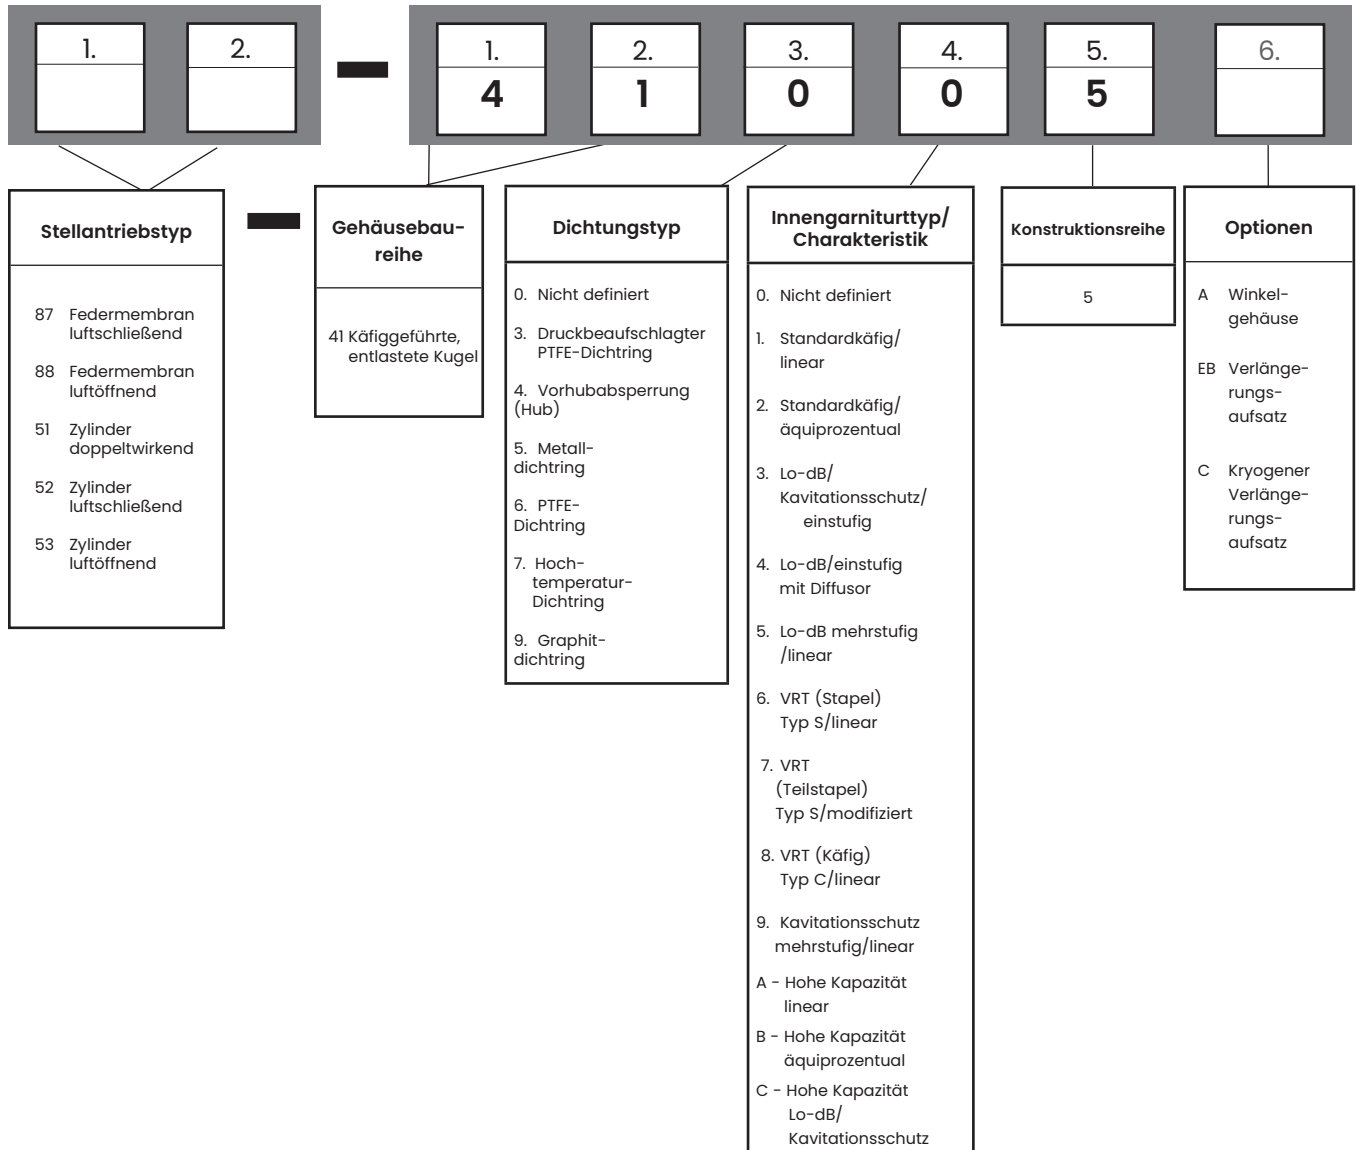 1.
2.
1.
2.
3.
4.
5.
6.
4
1
0
0
5
Stellantriebstyp
87 Federmembran
luftschließend
88 Federmembran
luftöffnend
51 Zylinder
doppeltwirkend
52 Zylinder
luftschließend
53 Zylinder
luftöffnend
Gehäusebau-
reihe
41 Käfiggeführte,
entlastete Kugel
Dichtungstyp
0. Nicht definiert
3. Druckbeaufschlagter
PTFE-Dichtring
4. Vorhubabsperrung
(Hub)
5. Metall-
dichtring
6. PTFE-
Dichtring
7. Hoch-
temperatur-
Dichtring
9. Graphit-
dichtring
Innengarniturttyp/
Charakteristik
0. Nicht definiert
1. Standardkäfig/
linear
2. Standardkäfig/
äquiprozentual
3. Lo-dB/
Kavitationsschutz/
einstufig
4. Lo-dB/einstufig
mit Diffusor
5. Lo-dB mehrstufig
/linear
6. VRT (Stapel)
Typ S/linear
7. VRT
(Teilstapel)
Typ S/modifiziert
8. VRT (Käfig)
Typ C/linear
9. Kavitationsschutz
mehrstufig/linear
A - Hohe Kapazität
linear
B - Hohe Kapazität
äquiprozentual
C - Hohe Kapazität
Lo-dB/
Kavitationsschutz
Konstruktionsreihe
5
Optionen
A Winkel-
gehäuse
EB Verlänge-
rungs-
aufsatz
C Kryogener
Verlänge-
rungs-
aufsatz